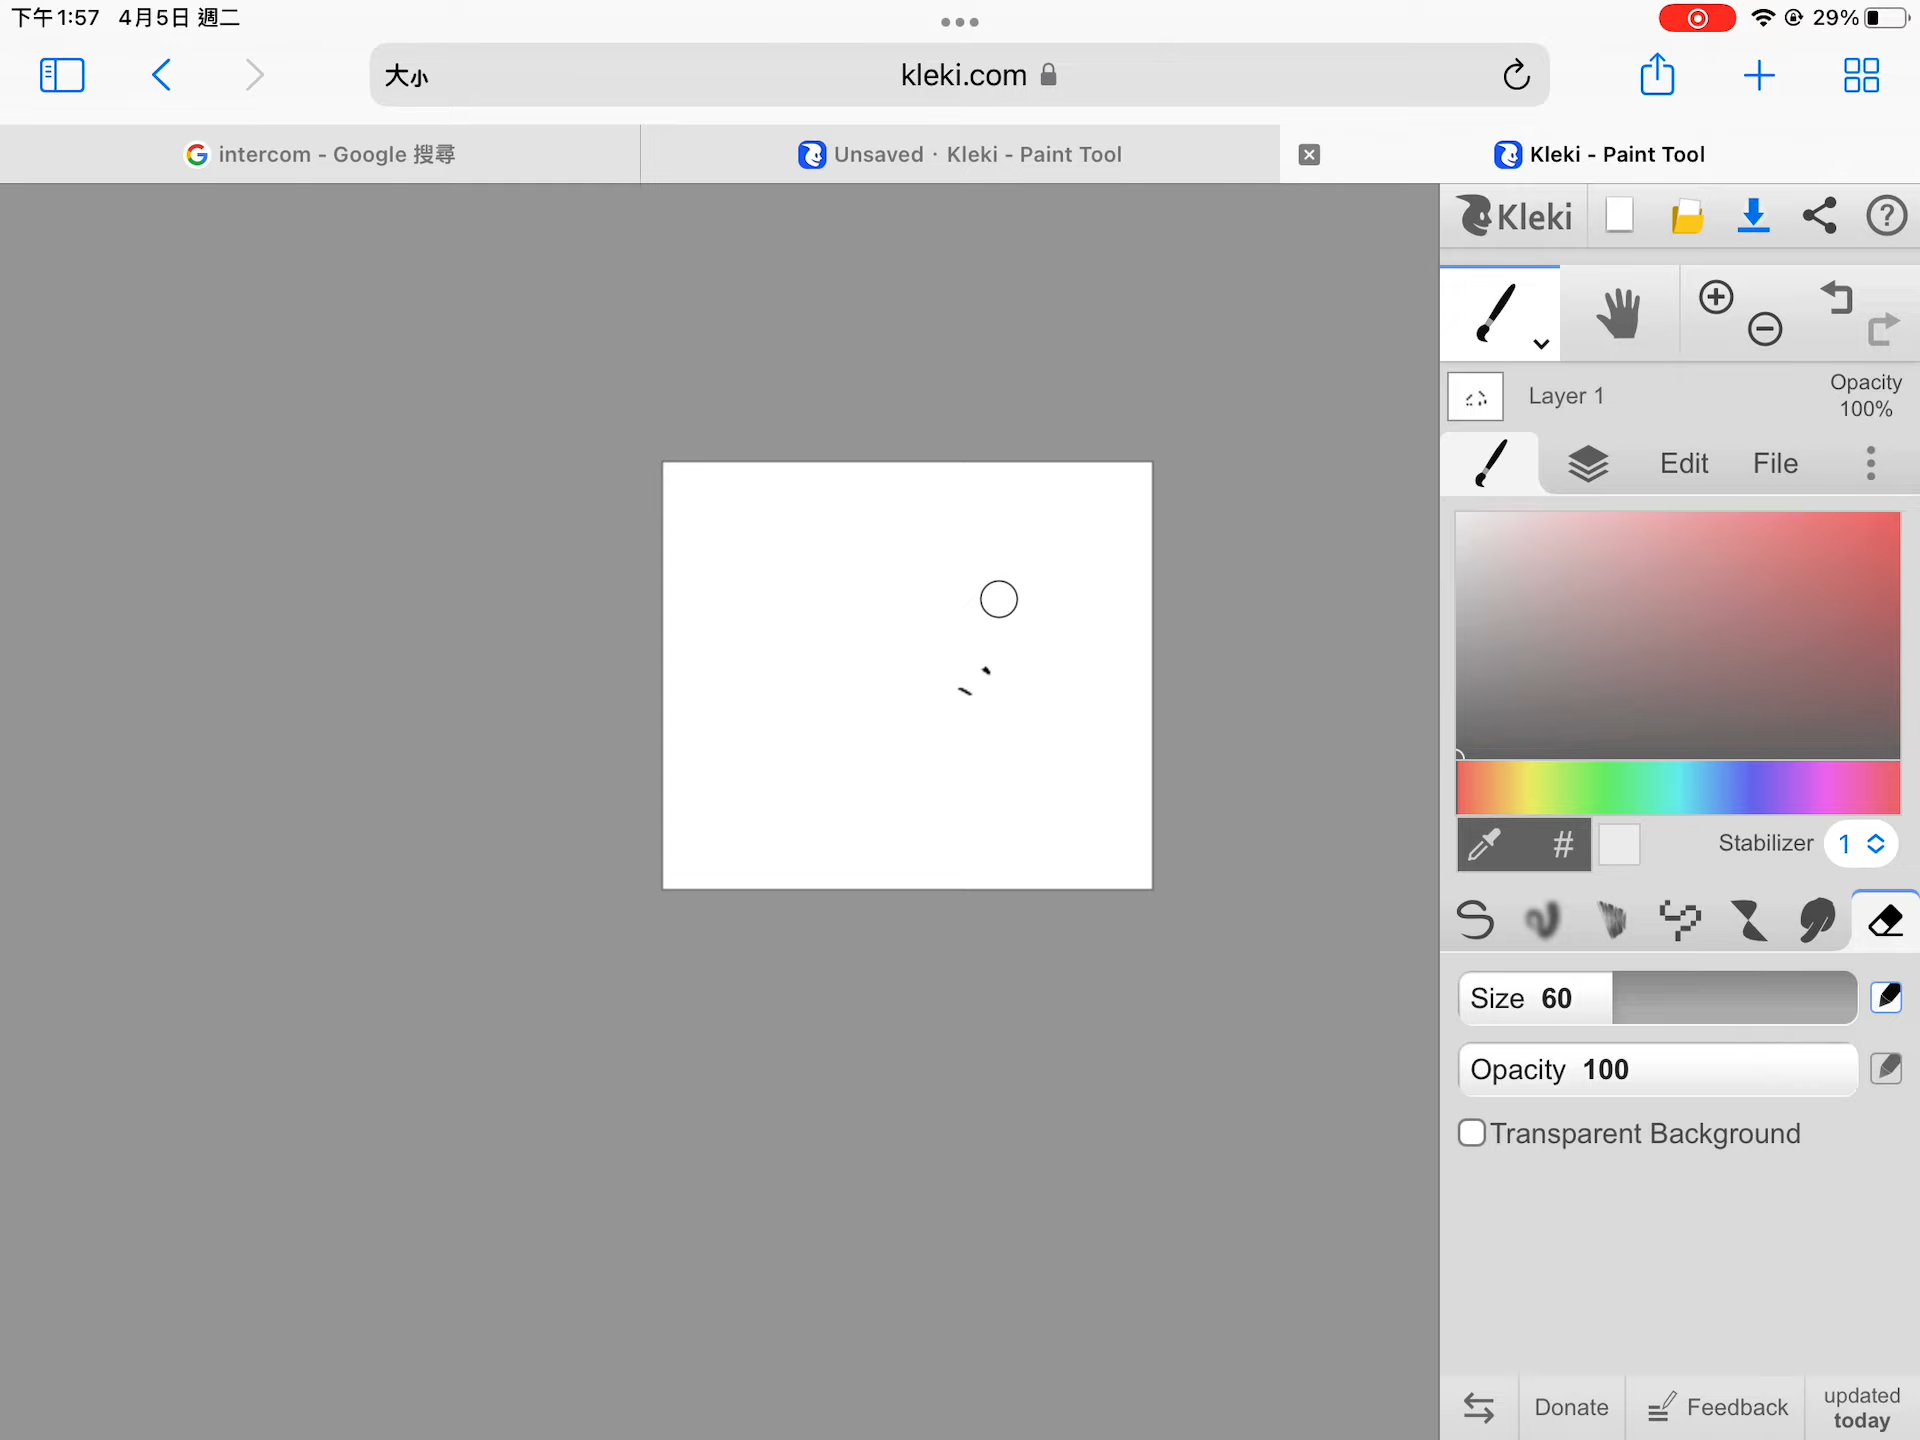 下午1:57 4月5日 週二
29%
大小
kleki.com
intercom - Google 搜尋
Unsaved · Kleki - Paint Tool
Kleki - Paint Tool
Kleki
?
Layer 1
Opacity
100%
Edit
File
#
Stabilizer
1
Size 60
Opacity 100
Transparent Background
Donate
Feedback
updated
today